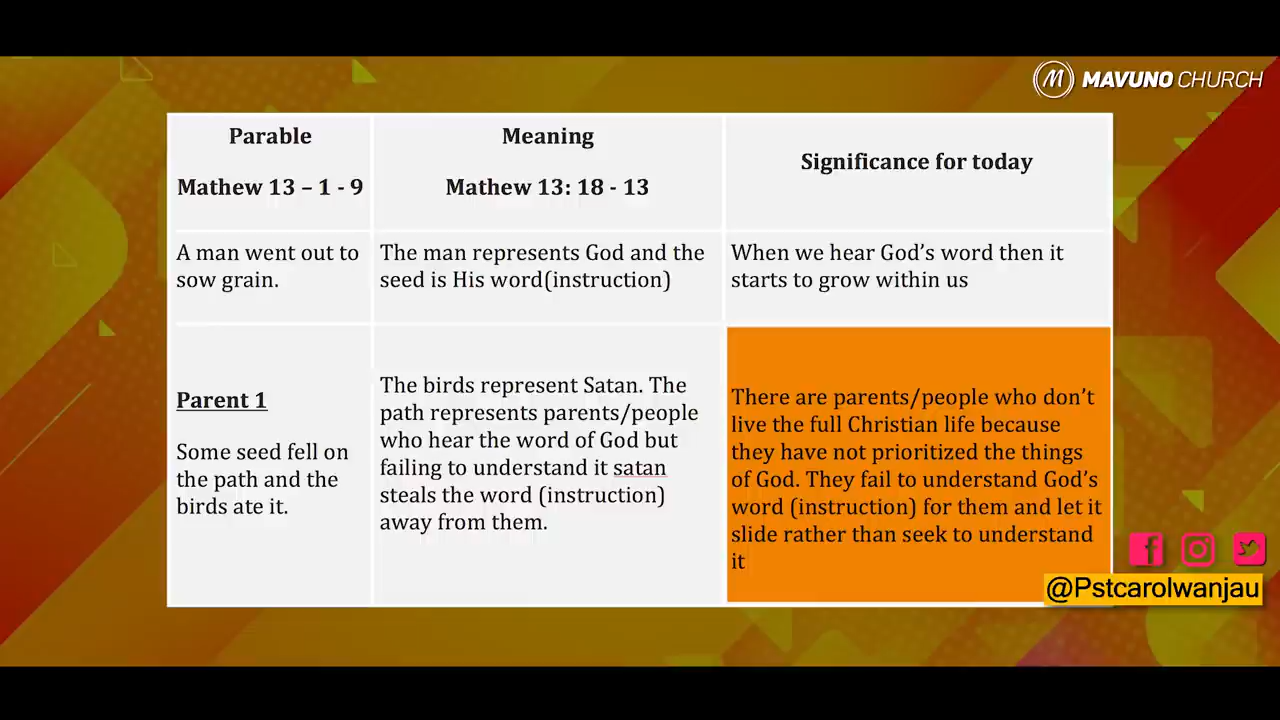 MAVUNO CHURCH
Parable
Mathew 13 – 1 - 9
Meaning
Mathew 13: 18 - 13
Significance for today
A man went out to
sow grain.
The man represents God and the
seed is His word(instruction)
When we hear God’s word then it
starts to grow within us
Parent 1
Some seed fell on
the path and the
birds ate it.
The birds represent Satan. The
path represents parents/people
who hear the word of God but
failing to understand it satan
steals the word (instruction)
away from them.
There are parents/people who don’t
live the full Christian life because
they have not prioritized the things
of God. They fail to understand God’s
word (instruction) for them and let it
slide rather than seek to understand
it
@Pstcarolwanjau